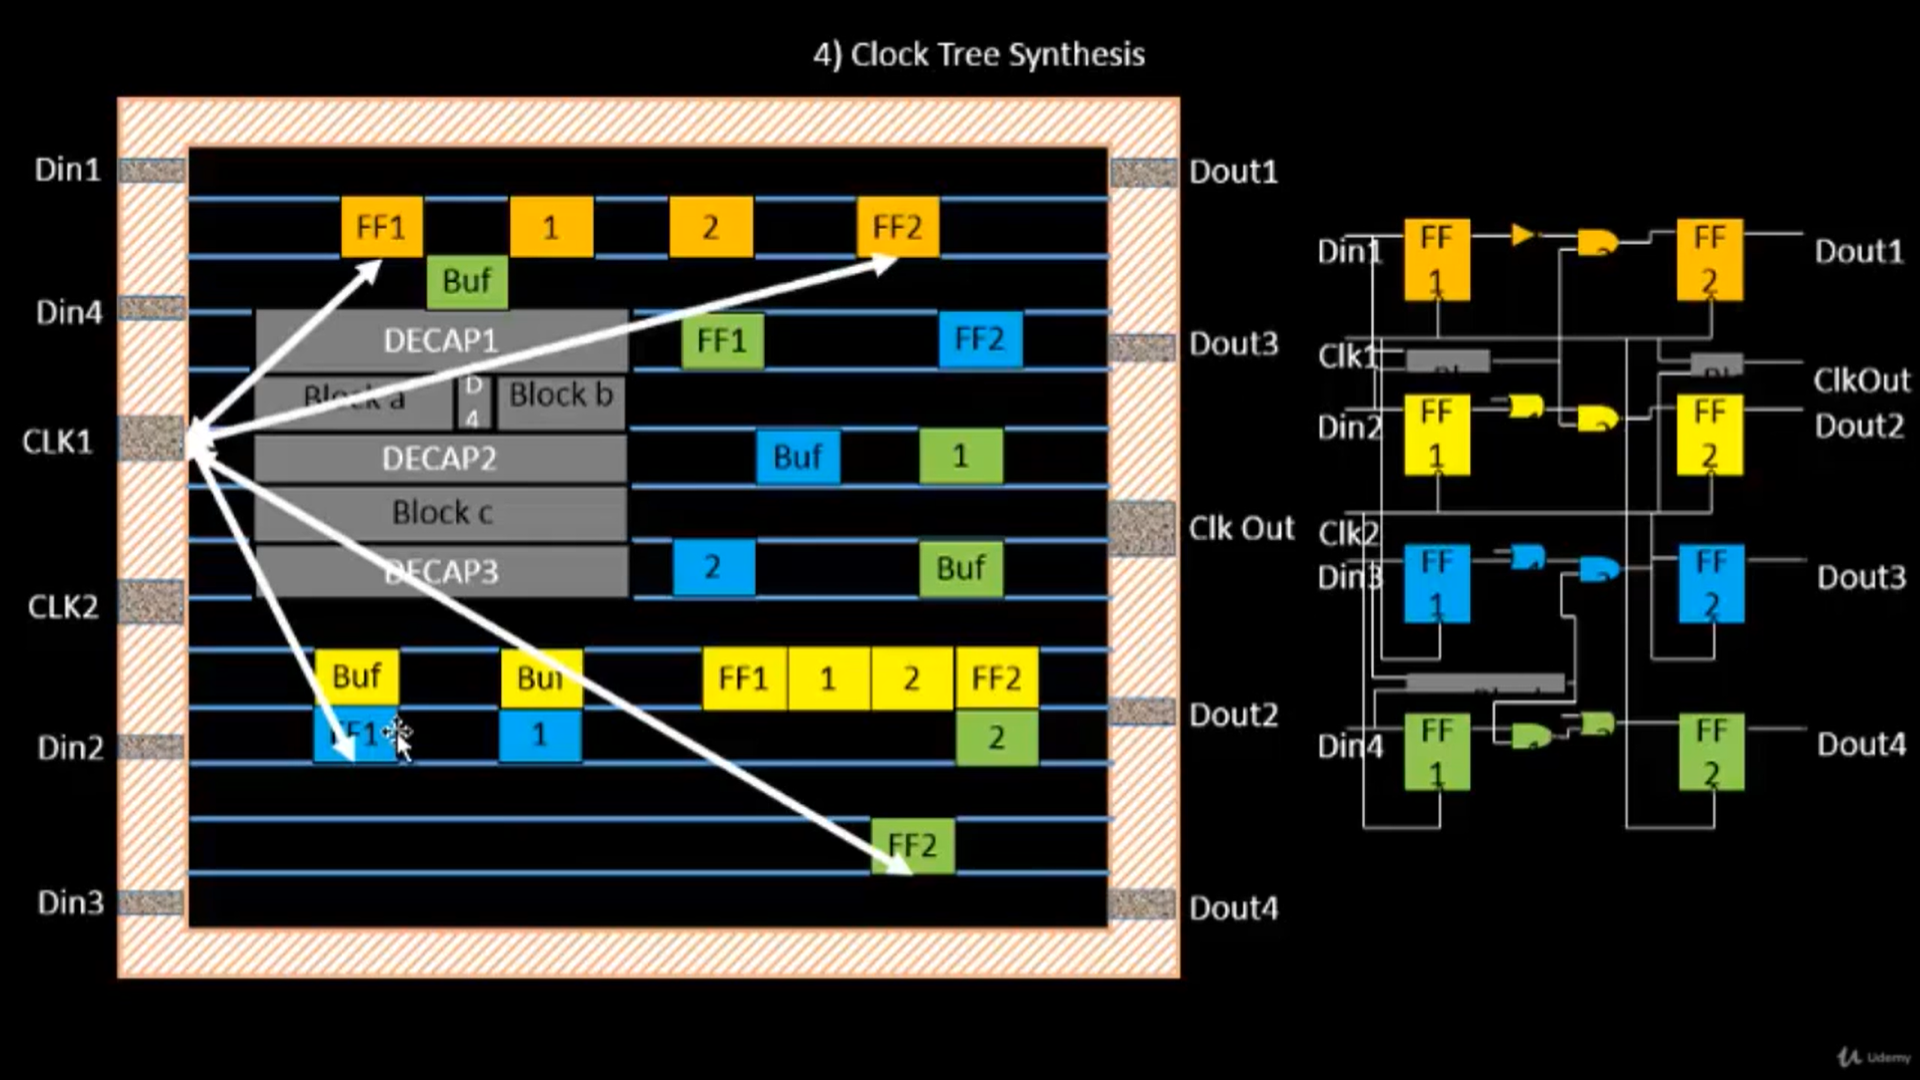 4) Clock Tree Synthesis
Din1
Din4
CLK1
CLK2
Din2
Din3
FF1
1
2
FF2
Buf
DECAP1
FF1
FF2
Block a
D
4
Block b
DECAP2
Buf
1
Block c
DECAP3
2
Buf
Buf
FF1
1
2
FF2
FF1
1
2
FF2
Dout1
Dout3
Clk Out
Dout2
Dout4
Din1
FF
1
FF
2
Dout1
Clk1
ClkOut
Din2
FF
1
FF
2
Dout2
Clk2
Din3
FF
1
FF
2
Dout3
Din4
FF
1
FF
2
Dout4
Udemy